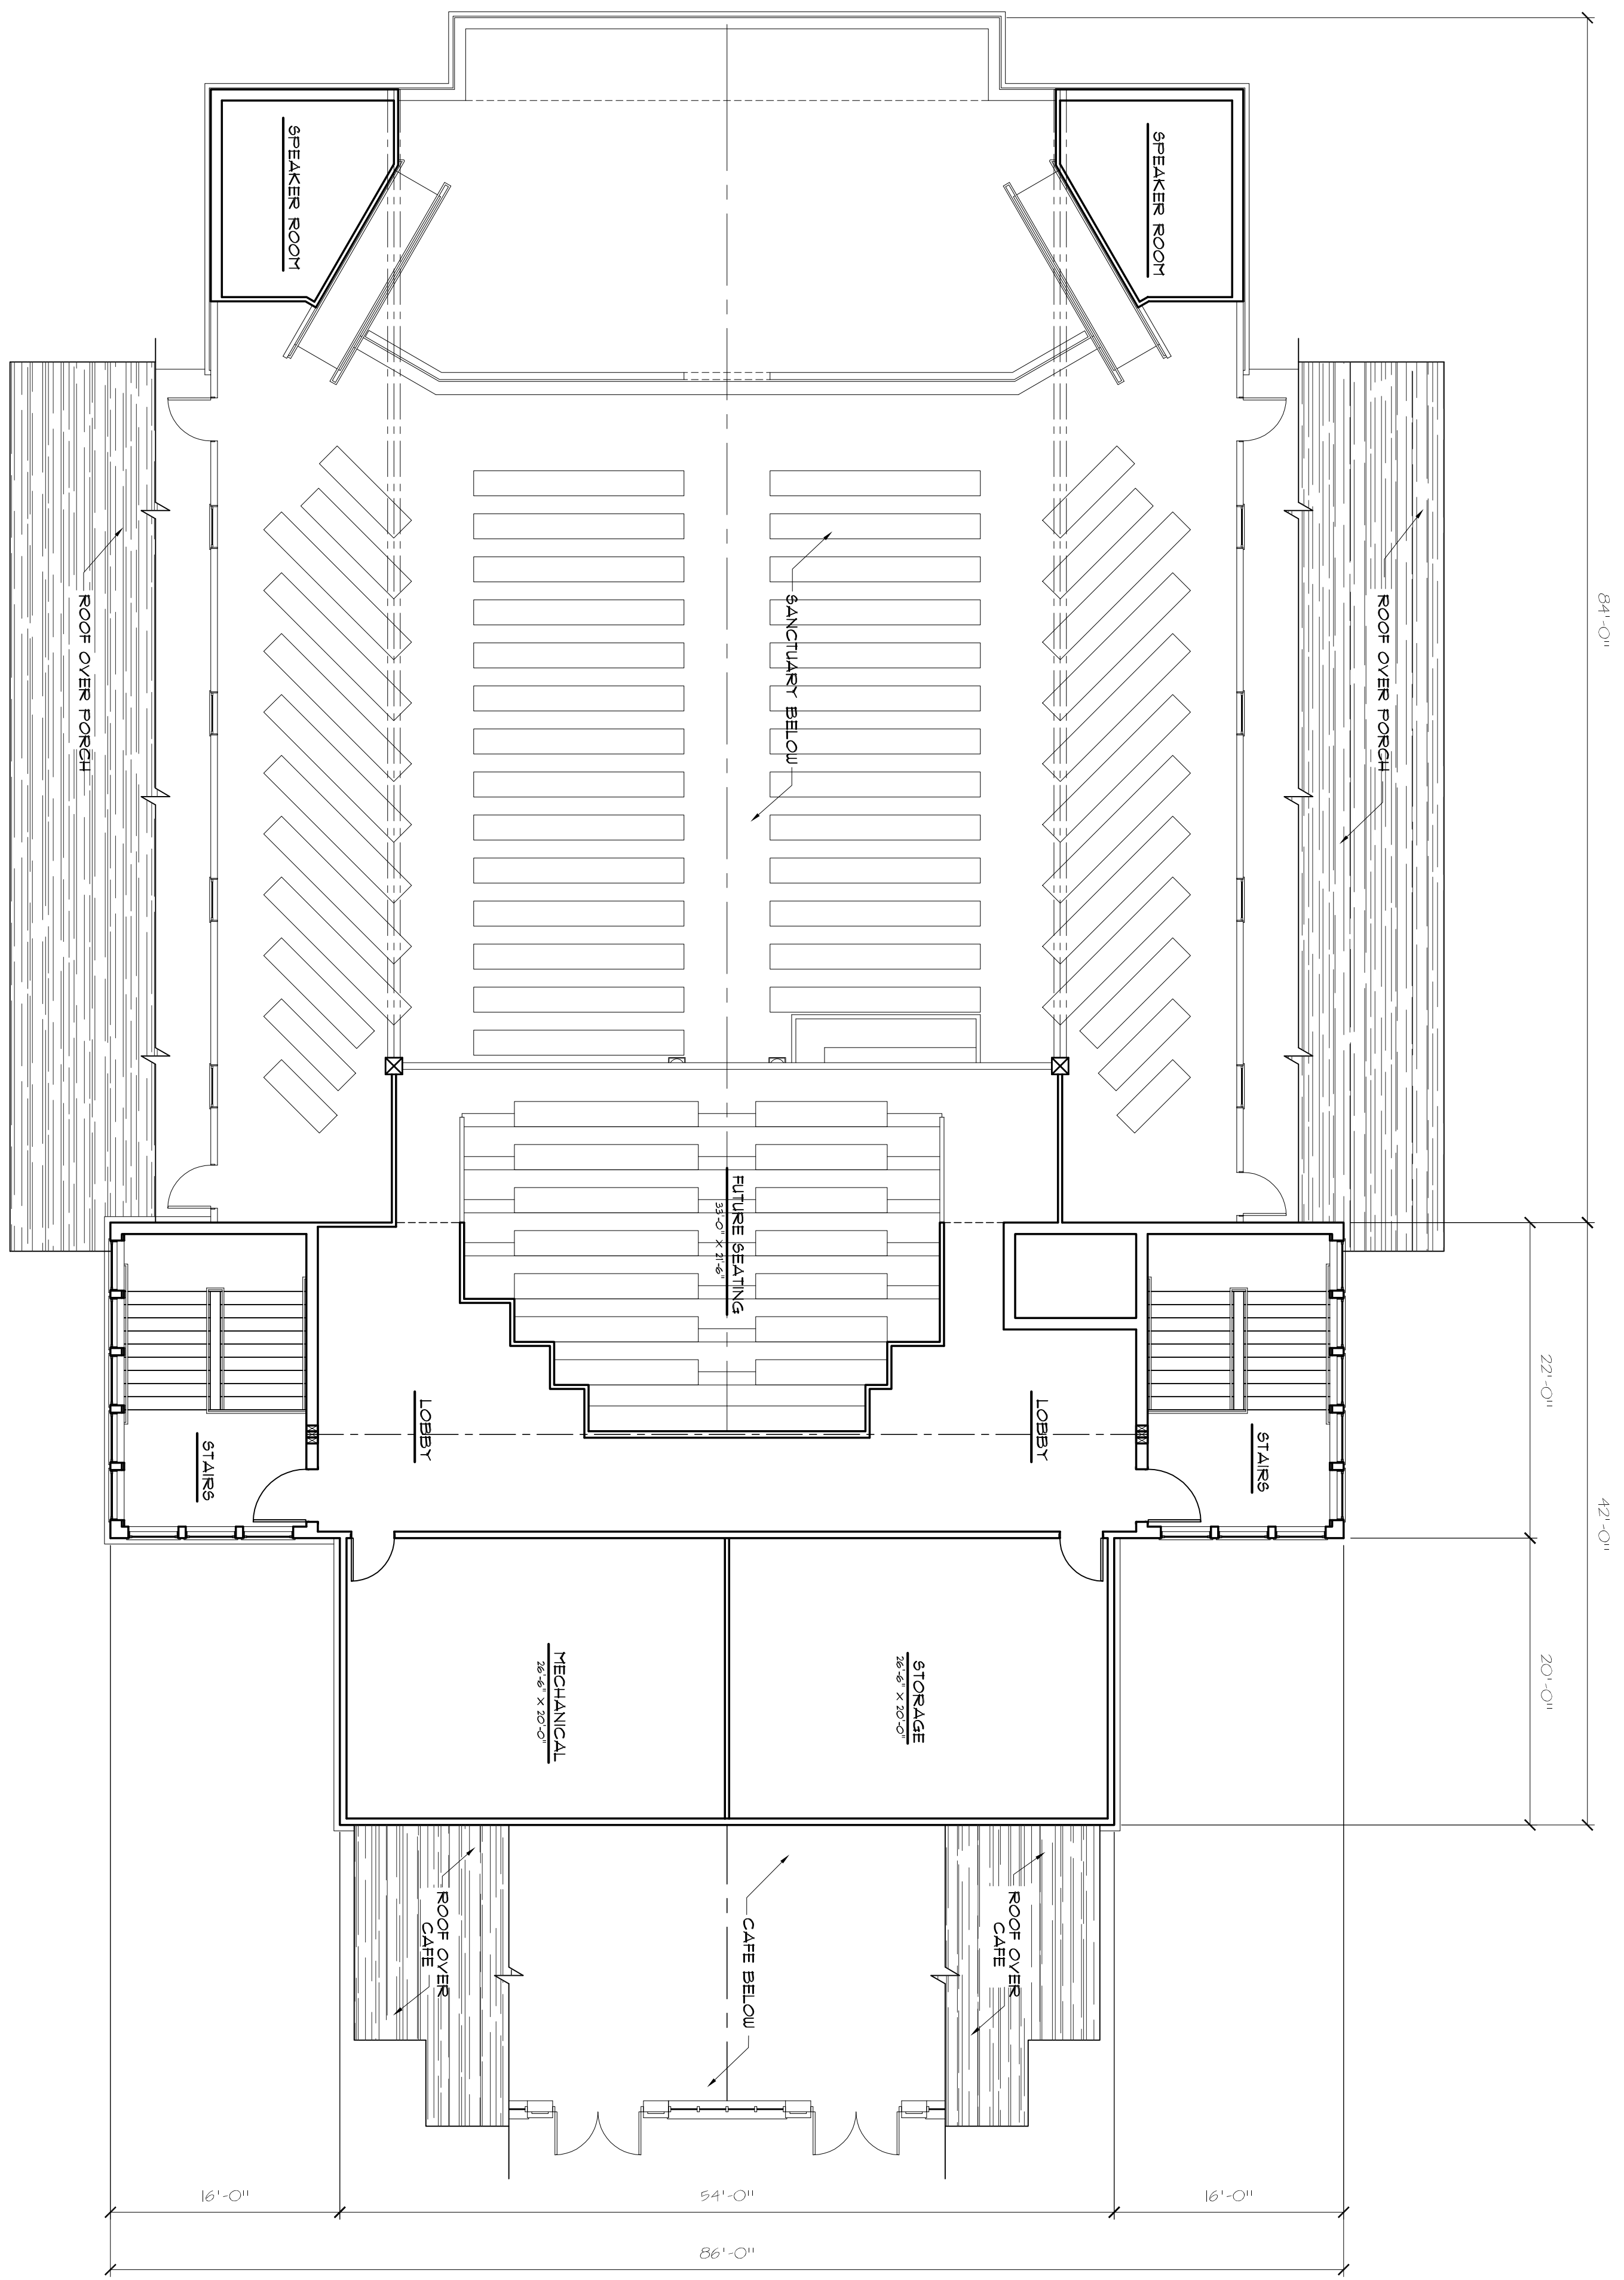 SPEAKER ROOM
SPEAKER ROOM
84'-0"
ROOF OVER PORCH
SANCTUARY BELOW
ROOF OVER PORCH
FUTURE SEATING
33'-0" X 21'-6"
22'-0"
LOBBY
LOBBY
STAIRS
STAIRS
42'-0"
MECHANICAL
26'-6" X 20'-0"
STORAGE
26'-6" X 20'-0"
20'-0"
ROOF OVER
CAFE
CAFE BELOW
ROOF OVER
CAFE
16'-0"
54'-0"
16'-0"
86'-0"